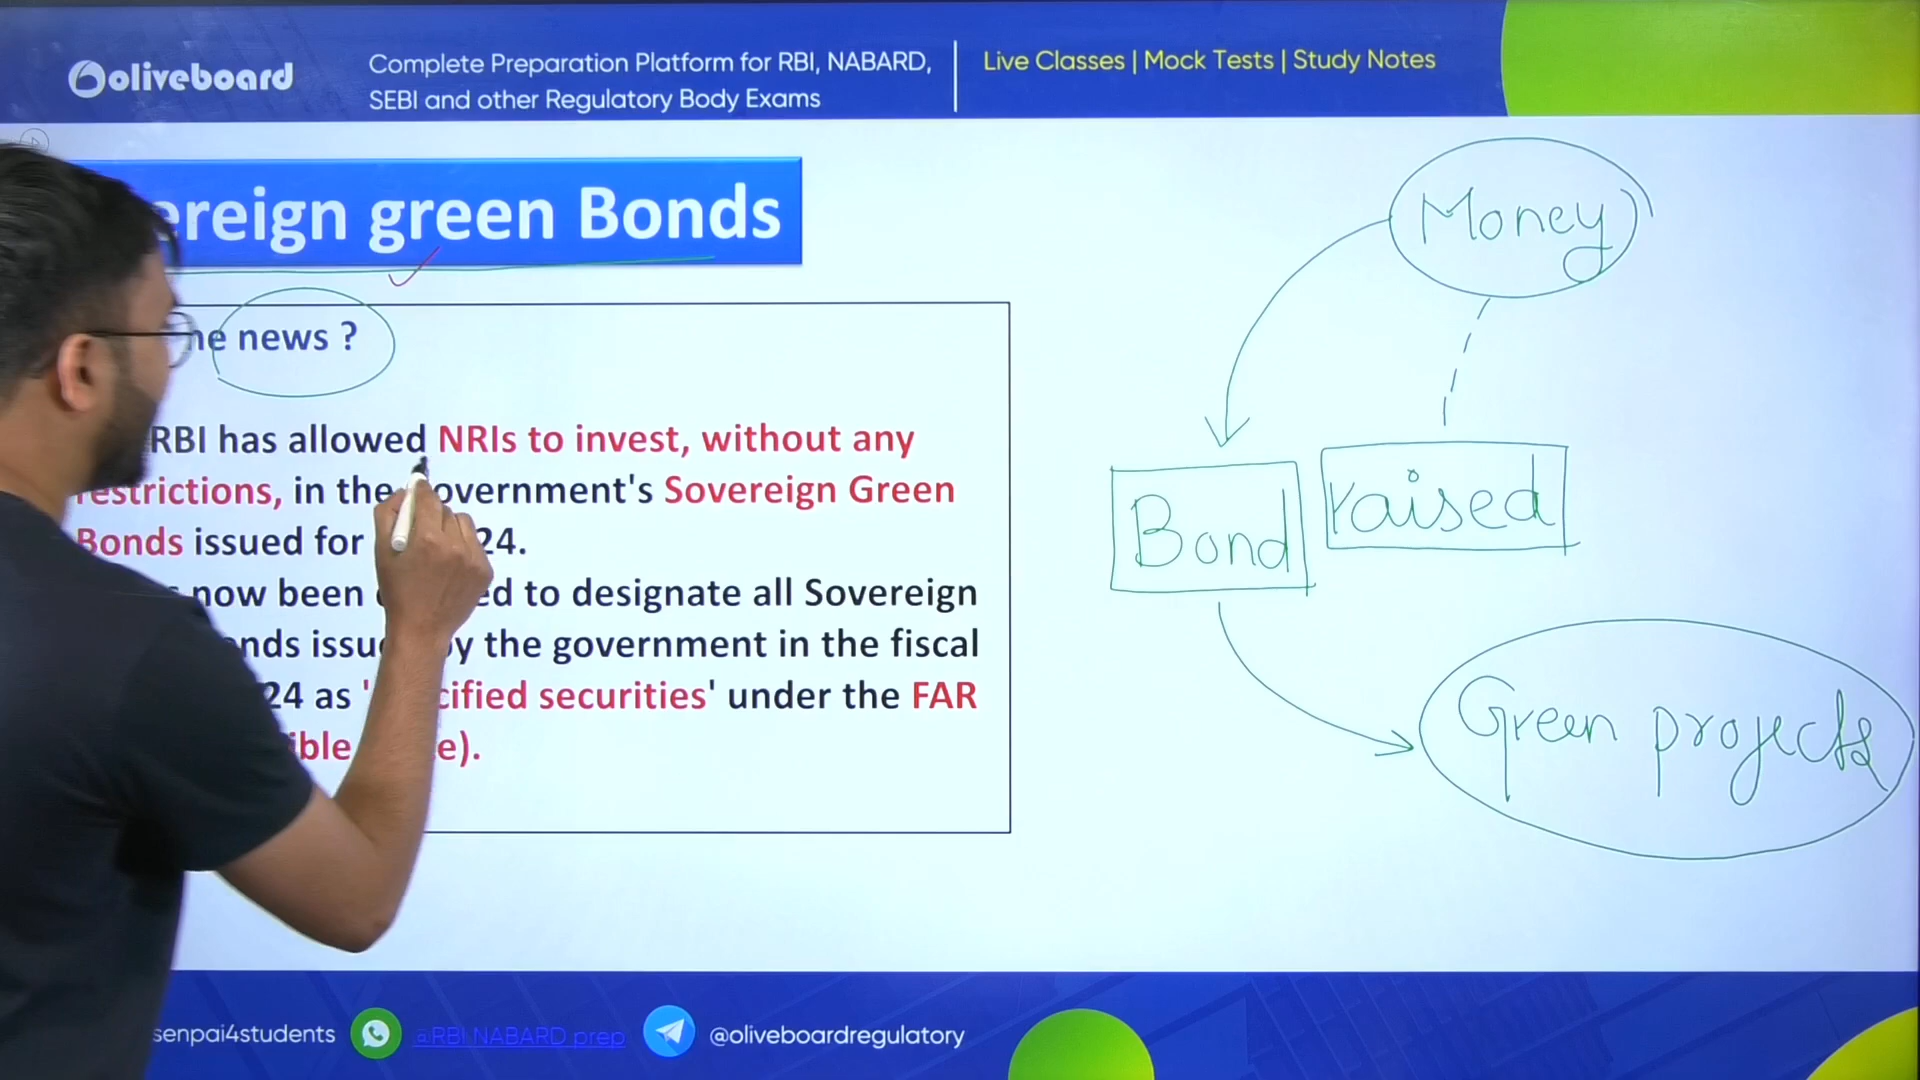 oliveboard
Complete Preparation Platform for RBI, NABARD,
SEBI and other Regulatory Body Exams
Live Classes | Mock Tests | Study Notes
ereign green Bonds
he news ?
RBI has allowed NRIs to invest, without any
restrictions, in the overnment's Sovereign Green
Bonds issued for 24.
now been ed to designate all Sovereign
nds issu y the government in the fiscal
24 as ' cified securities' under the FAR
ible e).
Money
Bond
raised
Green projects
senpai4students
@RBI NABARD prep
@oliveboardregulatory